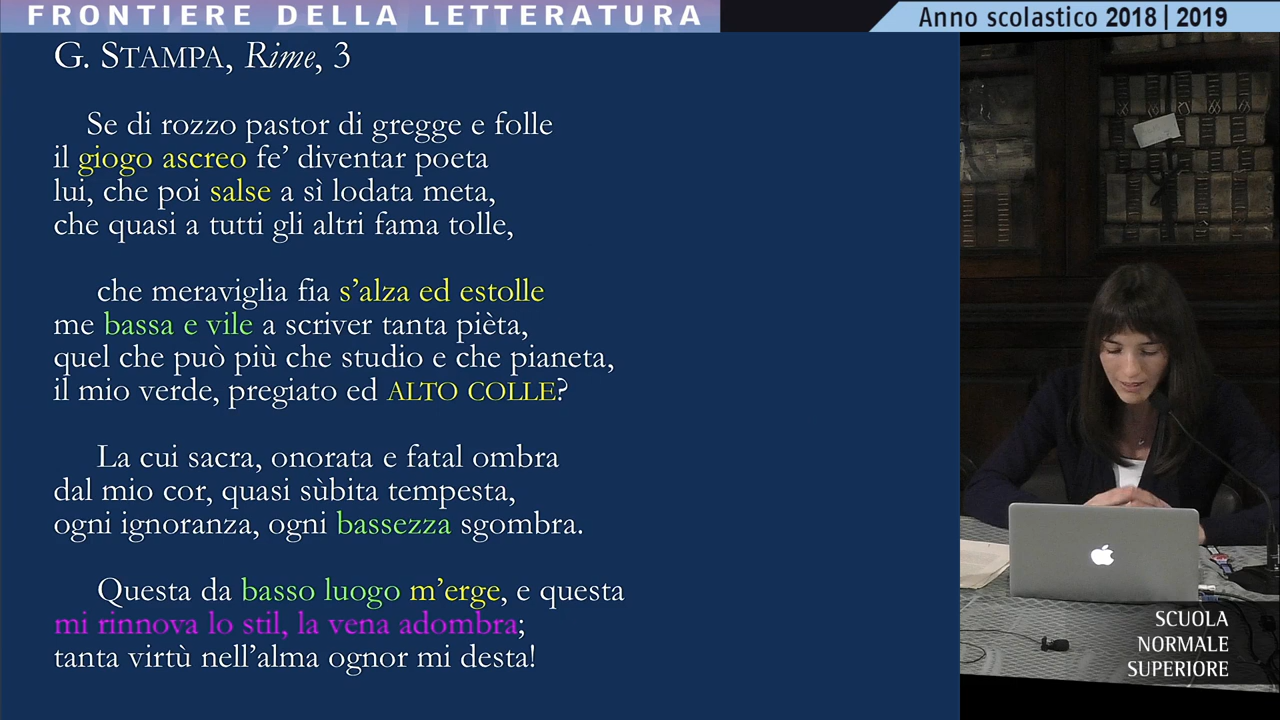 FRONTIERE DELLA LETTERATURA
Anno scolastico 2018 | 2019
G. STAMPA, Rime, 3
Se di rozzo pastor di gregge e folle
il giogo ascreo fe’ diventar poeta
lui, che poi salse a sì lodata meta,
che quasi a tutti gli altri fama tolle,
che meraviglia fia s’alza ed estolle
me bassa e vile a scriver tanta pièta,
quel che può più che studio e che pianeta,
il mio verde, pregiato ed ALTO COLLE?
La cui sacra, onorata e fatal ombra
dal mio cor, quasi sùbita tempesta,
ogni ignoranza, ogni bassezza sgombra.
Questa da basso luogo m’erge, e questa
mi rinnova lo stil, la vena adombra;
tanta virtù nell’alma ognor mi desta!
SCUOLA
NORMALE
SUPERIORE